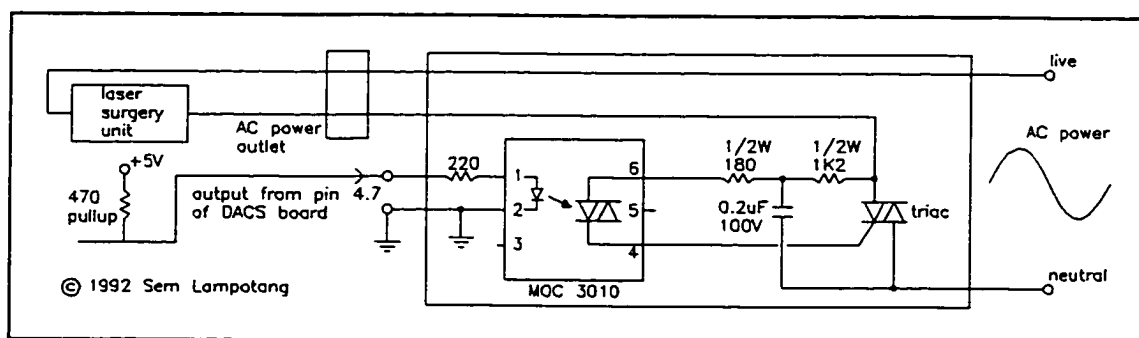 live
laser
surgery
unit
AC power
outlet
AC power
+5V
470
pullup
output from pin
of DACS board
4.7
220
1
2
3
6
5
4
MOC 3010
1/2W
180
1/2W
1K2
0.2uF
100V
triac
neutral
© 1992 Sem Lampotang